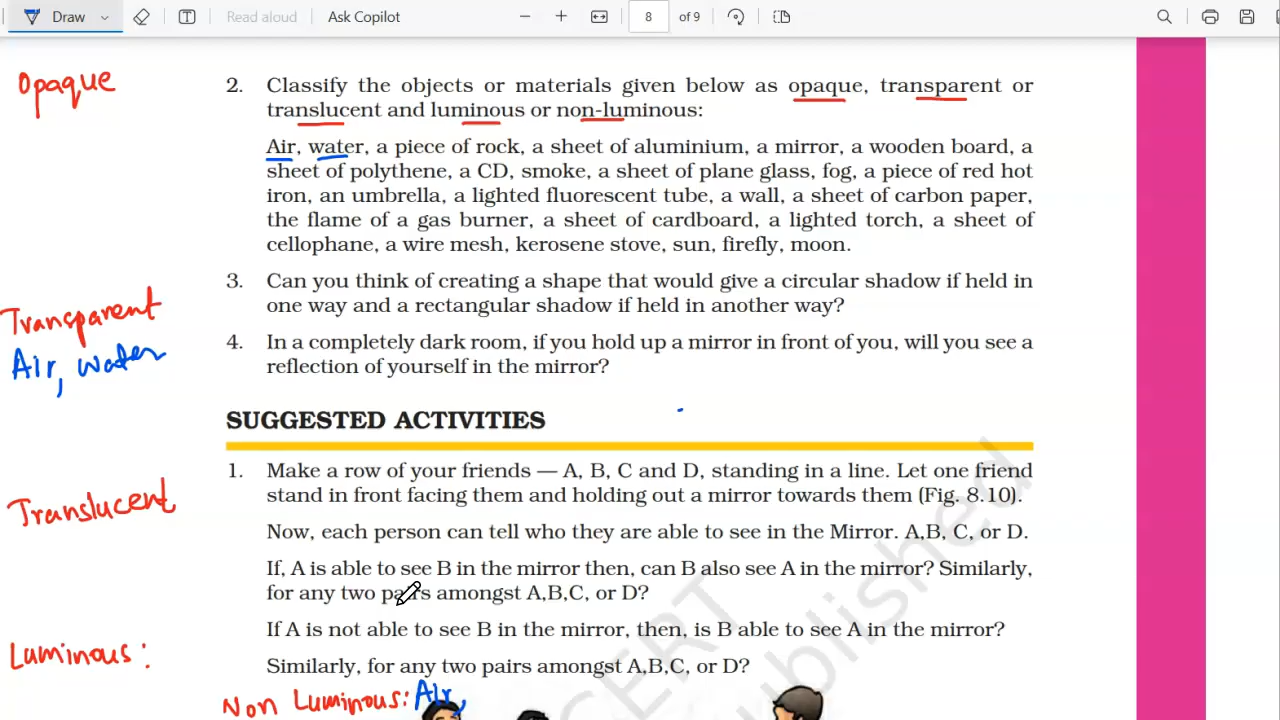 Draw
Read aloud
Ask Copilot
8
of 9
Opaque
2. Classify the objects or materials given below as opaque, transparent or
translucent and luminous or non-luminous:
Air, water, a piece of rock, a sheet of aluminium, a mirror, a wooden board, a
sheet of polythene, a CD, smoke, a sheet of plane glass, fog, a piece of red hot
iron, an umbrella, a lighted fluorescent tube, a wall, a sheet of carbon paper,
the flame of a gas burner, a sheet of cardboard, a lighted torch, a sheet of
cellophane, a wire mesh, kerosene stove, sun, firefly, moon.
3. Can you think of creating a shape that would give a circular shadow if held in
one way and a rectangular shadow if held in another way?
Transparent
Air, water
4. In a completely dark room, if you hold up a mirror in front of you, will you see a
reflection of yourself in the mirror?
SUGGESTED ACTIVITIES
1. Make a row of your friends — A, B, C and D, standing in a line. Let one friend
stand in front facing them and holding out a mirror towards them (Fig. 8.10).
Translucent
Now, each person can tell who they are able to see in the Mirror. A,B, C, or D.
If, A is able to see B in the mirror then, can B also see A in the mirror? Similarly,
for any two pairs amongst A,B,C, or D?
If A is not able to see B in the mirror, then, is B able to see A in the mirror?
Luminous:
Similarly, for any two pairs amongst A,B,C, or D?
Non Luminous: Air,